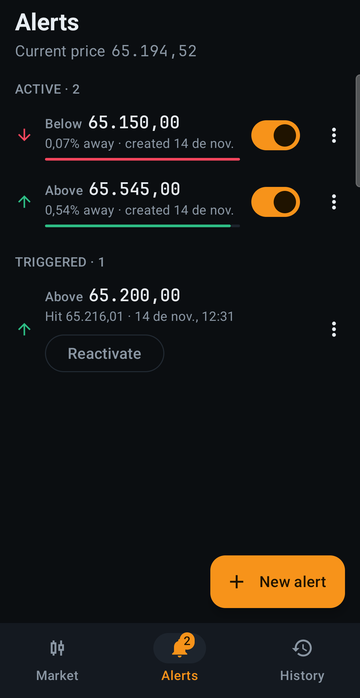 Alerts
Current price 65.194,52
ACTIVE · 2
Below 65.150,00
0,07% away · created 14 de nov.
Above 65.545,00
0,54% away · created 14 de nov.
TRIGGERED · 1
Above 65.200,00
Hit 65.216,01 · 14 de nov., 12:31
Reactivate
+ New alert
2
Market
Alerts
History